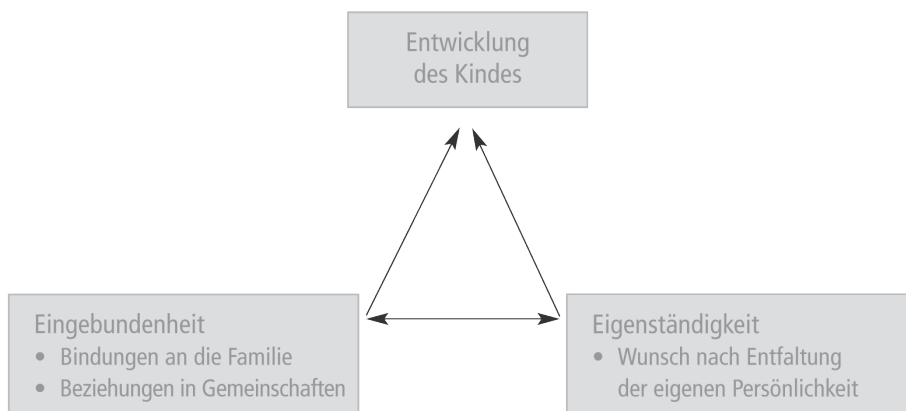 Entwicklung
des Kindes
Eingebundenheit
• Bindungen an die Familie
• Beziehungen in Gemeinschaften
Eigenständigkeit
• Wunsch nach Entfaltung
der eigenen Persönlichkeit